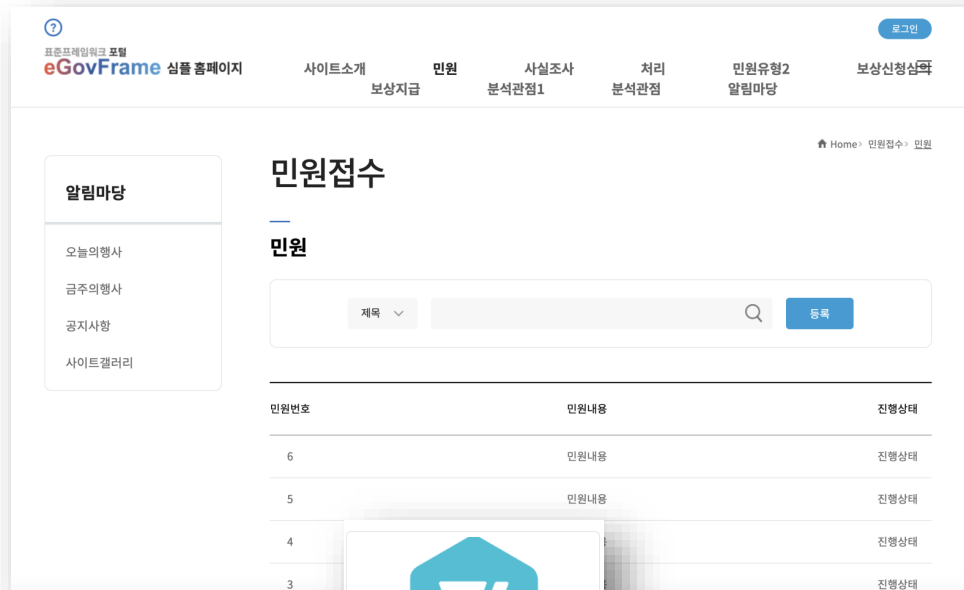 ?
로그인
표준프레임워크 포털
eGovFrame 심플 홈페이지
사이트소개 민원 사실조사 처리 민원유형2 보상신청심의
보상지급 분석관점1 분석관점 알림마당
Home> 민원접수> 민원
알림마당
오늘의행사
금주의행사
공지사항
사이트갤러리
민원접수
민원
제목
등록
민원번호 민원내용 진행상태
6 민원내용 진행상태
5 민원내용 진행상태
4 진행상태
3 진행상태